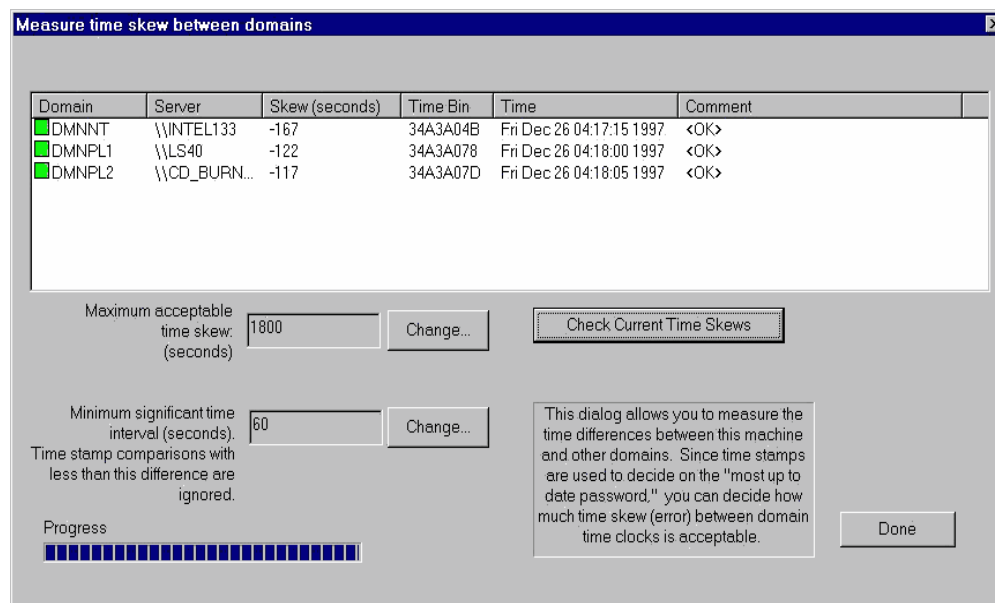 Measure time skew between domains
Domain Server Skew (seconds) Time Bin Time Comment
DMNNT \\INTEL133 -167 34A3A04B Fri Dec 26 04:17:15 1997 <OK>
DMNPL1 \\LS40 -122 34A3A078 Fri Dec 26 04:18:00 1997 <OK>
DMNPL2 \\CD_BURN... -117 34A3A07D Fri Dec 26 04:18:05 1997 <OK>
Maximum acceptable
time skew:
(seconds)
1800
Change...
Check Current Time Skews
Minimum significant time
interval (seconds).
Time stamp comparisons with
less than this difference are
ignored.
60
Change...
This dialog allows you to measure the
time differences between this machine
and other domains. Since time stamps
are used to decide on the "most up to
date password," you can decide how
much time skew (error) between domain
time clocks is acceptable.
Progress
Done